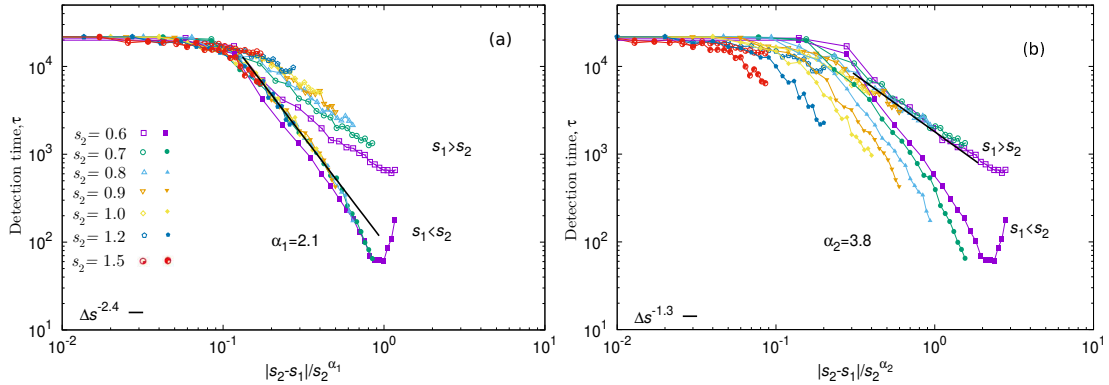 (a)
10^4
10^3
10^2
10^1
Detection time, τ
s_2= 0.6
s_2= 0.7
s_2= 0.8
s_2= 0.9
s_2= 1.0
s_2= 1.2
s_2= 1.5
s_1>s_2
s_1<s_2
α_1=2.1
Δs^-2.4
10^-2 10^-1 10^0 10^1
|s_2-s_1|/s_2^α_1
(b)
10^4
10^3
10^2
10^1
Detection time, τ
s_1>s_2
s_1<s_2
α_2=3.8
Δs^-1.3
10^-2 10^-1 10^0 10^1
|s_2-s_1|/s_2^α_2